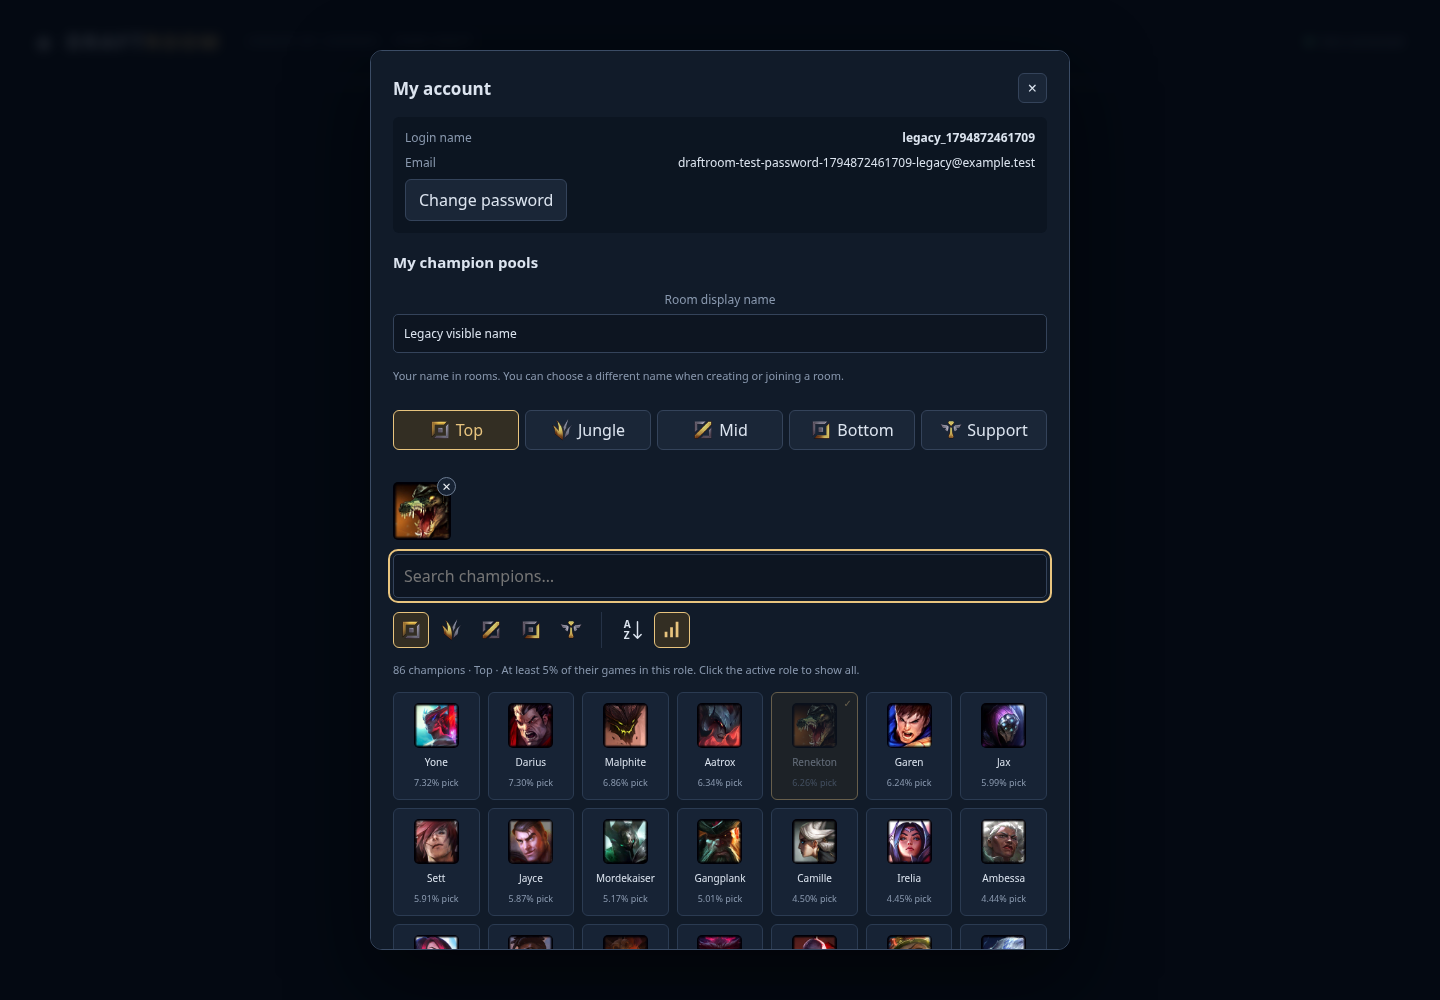 My account
×
Login name legacy_1794872461709
Email draftroom-test-password-1794872461709-legacy@example.test
Change password
My champion pools
Room display name
Legacy visible name
Your name in rooms. You can choose a different name when creating or joining a room.
Top Jungle Mid Bottom Support
×
Search champions...
A
Z
86 champions · Top · At least 5% of their games in this role. Click the active role to show all.
✓
Yone Darius Malphite Aatrox Renekton Garen Jax
7.32% pick 7.30% pick 6.86% pick 6.34% pick 6.26% pick 6.24% pick 5.99% pick
Sett Jayce Mordekaiser Gangplank Camille Irelia Ambessa
5.91% pick 5.87% pick 5.17% pick 5.01% pick 4.50% pick 4.45% pick 4.44% pick